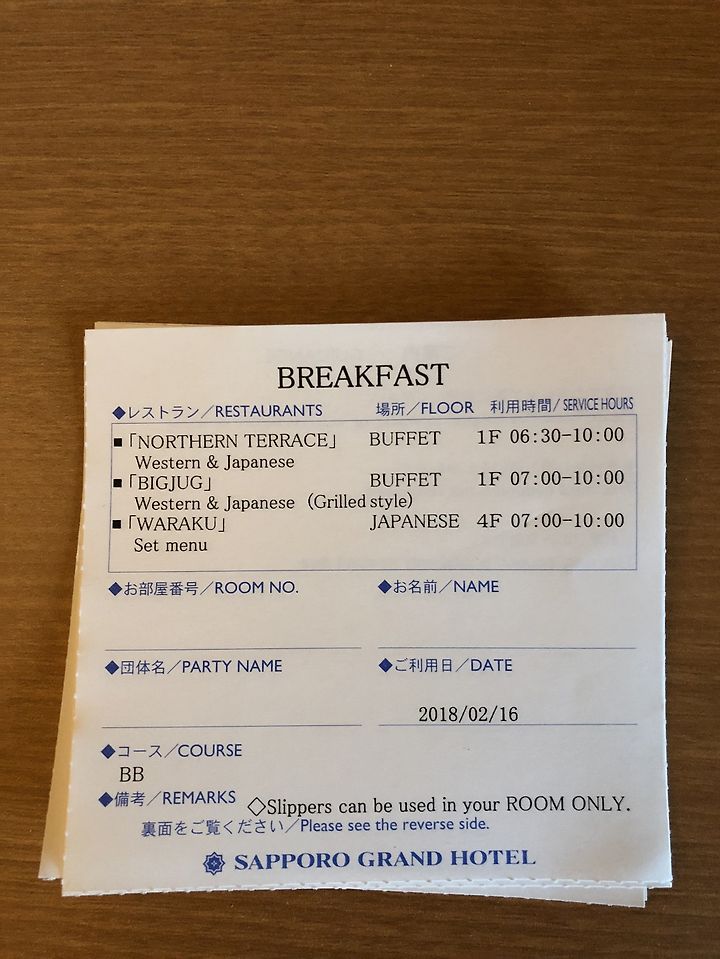 BREAKFAST
◆レストラン／RESTAURANTS 場所／FLOOR 利用時間／SERVICE HOURS
■「NORTHERN TERRACE」 BUFFET 1F 06:30-10:00
Western & Japanese
■「BIGJUG」 BUFFET 1F 07:00-10:00
Western & Japanese (Grilled style)
■「WARAKU」 JAPANESE 4F 07:00-10:00
Set menu
◆お部屋番号／ROOM NO. ◆お名前／NAME
◆団体名／PARTY NAME ◆ご利用日／DATE
2018/02/16
◆コース／COURSE
BB
◆備考／REMARKS ◇Slippers can be used in your ROOM ONLY.
裏面をご覧ください／Please see the reverse side.
SAPPORO GRAND HOTEL